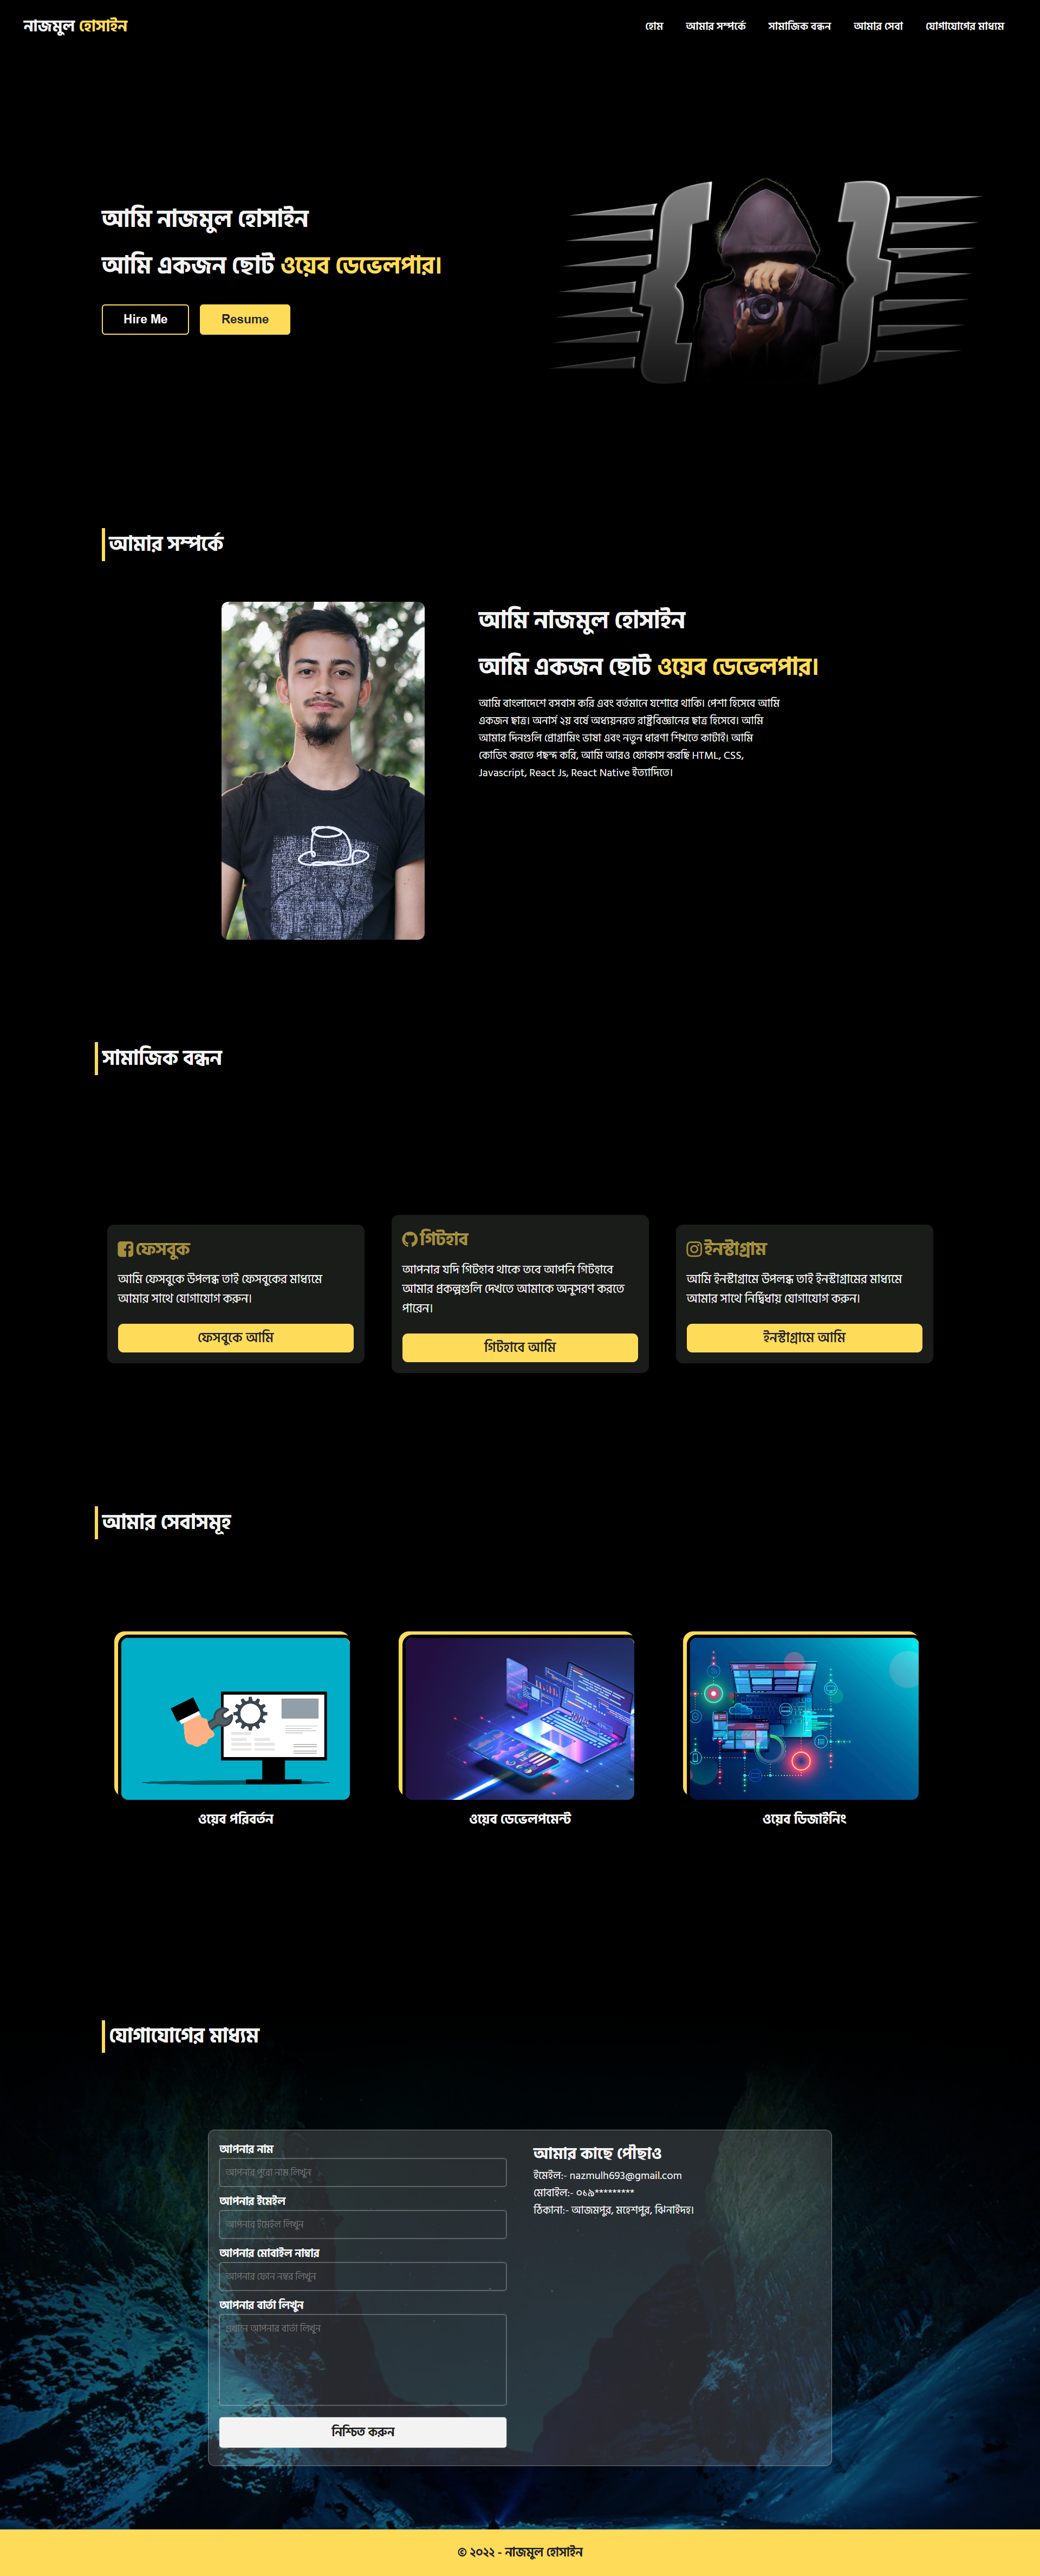 নাজমুল হোসাইন
হোম
আমার সম্পর্কে
সামাজিক বন্ধন
আমার সেবা
যোগাযোগের মাধ্যম
আমি নাজমুল হোসাইন
আমি একজন ছোট ওয়েব ডেভেলপার।
Hire Me
Resume
আমার সম্পর্কে
আমি নাজমুল হোসাইন
আমি একজন ছোট ওয়েব ডেভেলপার।
আমি বাংলাদেশে বসবাস করি এবং বর্তমানে যশোরে থাকি। পেশা হিসেবে আমি
একজন ছাত্র। অনার্স ২য় বর্ষে অধ্যয়নরত রাষ্ট্রবিজ্ঞানের ছাত্র হিসেবে। আমি
আমার দিনগুলি প্রোগ্রামিং ভাষা এবং নতুন ধারণা শিখতে কাটাই। আমি
কোডিং করতে পছন্দ করি, আমি আরও ফোকাস করছি HTML, CSS,
Javascript, React Js, React Native ইত্যাদিতে।
সামাজিক বন্ধন
ফেসবুক
আমি ফেসবুকে উপলব্ধ তাই ফেসবুকের মাধ্যমে
আমার সাথে যোগাযোগ করুন।
ফেসবুকে আমি
গিটহাব
আপনার যদি গিটহাব থাকে তবে আপনি গিটহাবে
আমার প্রকল্পগুলি দেখতে আমাকে অনুসরণ করতে
পারেন।
গিটহাবে আমি
ইনস্টাগ্রাম
আমি ইনস্টাগ্রামে উপলব্ধ তাই ইনস্টাগ্রামের মাধ্যমে
আমার সাথে নির্দ্বিধায় যোগাযোগ করুন।
ইনস্টাগ্রামে আমি
আমার সেবাসমূহ
ওয়েব পরিবর্তন
ওয়েব ডেভেলপমেন্ট
ওয়েব ডিজাইনিং
যোগাযোগের মাধ্যম
আপনার নাম
আপনার পুরো নাম লিখুন
আপনার ইমেইল
আপনার ইমেইল লিখুন
আপনার মোবাইল নাম্বার
আপনার ফোন নম্বর লিখুন
আপনার বার্তা লিখুন
এখানে আপনার বার্তা লিখুন
নিশ্চিত করুন
আমার কাছে পৌঁছাও
ইমেইল:- nazmulh693@gmail.com
মোবাইল:- ০১৯*********
ঠিকানা:- আজমপুর, মহেশপুর, ঝিনাইদহ।
© ২০২২ - নাজমুল হোসাইন